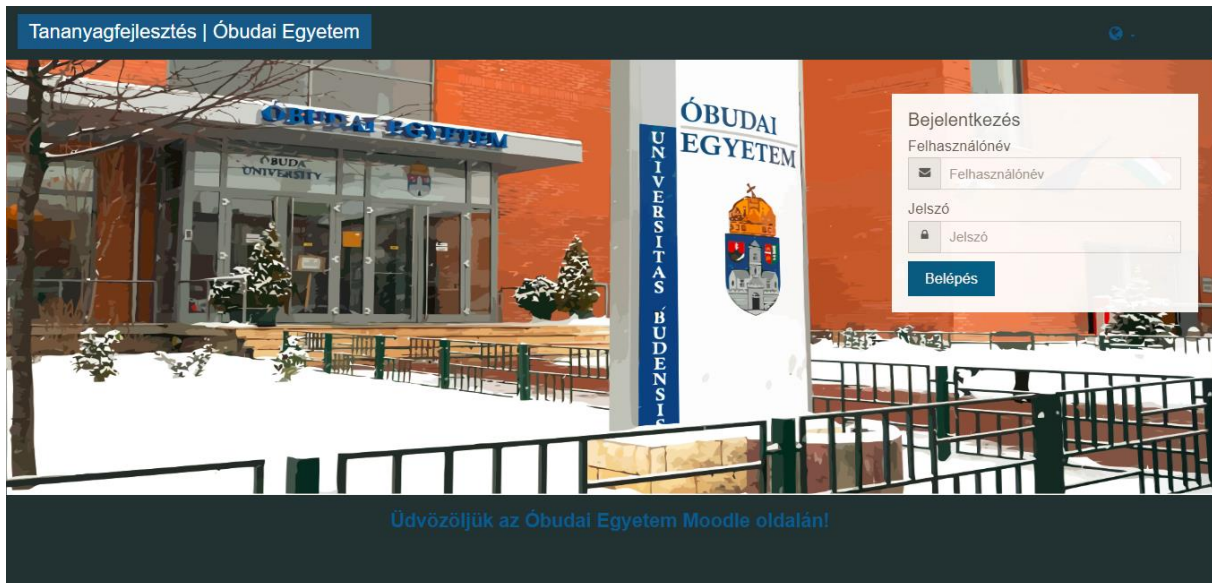 Tananyagfejlesztés | Óbudai Egyetem
ÓBUDAI EGYETEM
ÓBUDA
UNIVERSITY
UNIVERSITAS BUDENSIS
ÓBUDAI
EGYETEM
Bejelentkezés
Felhasználónév
Felhasználónév
Jelszó
Jelszó
Belépés
Üdvözöljük az Óbudai Egyetem Moodle oldalán!